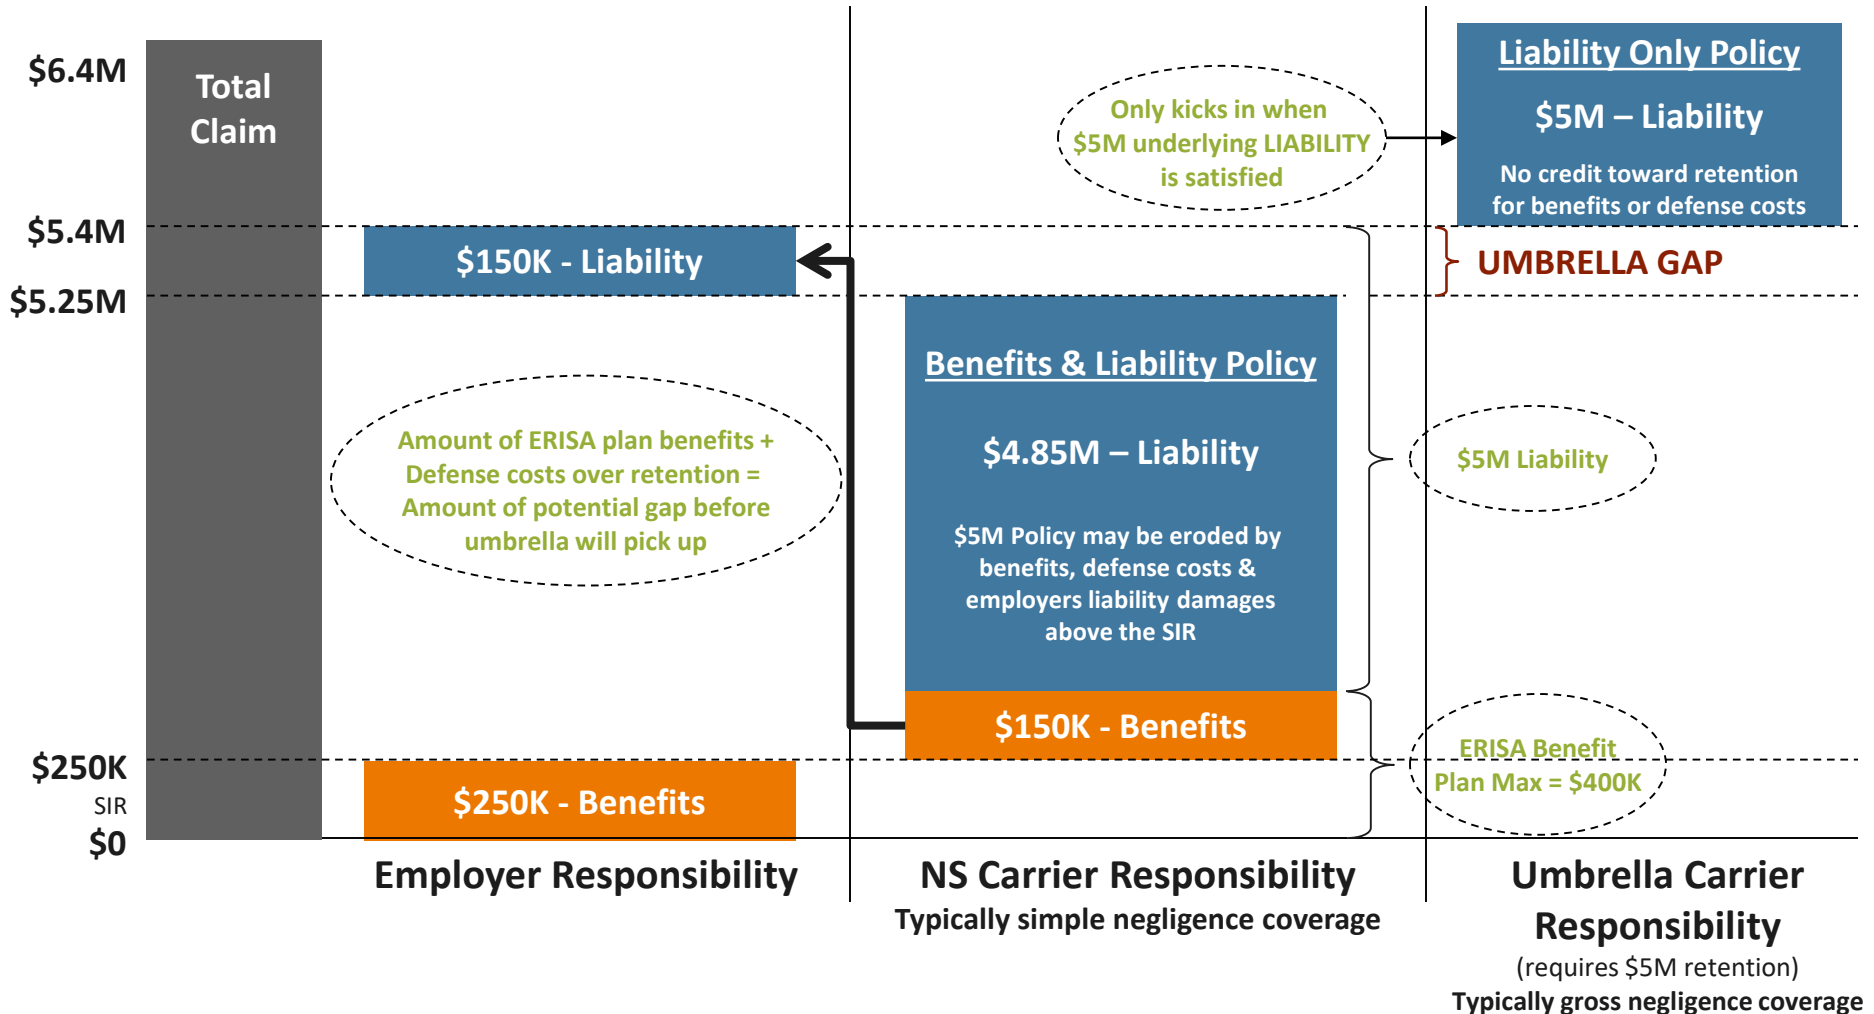 $6.4M
$5.4M
$5.25M
$250K
SIR
$0
Total
Claim
$150K - Liability
Amount of ERISA plan benefits +
Defense costs over retention =
Amount of potential gap before
umbrella will pick up
$250K - Benefits
Employer Responsibility
Only kicks in when
$5M underlying LIABILITY
is satisfied
Benefits & Liability Policy
$4.85M – Liability
$5M Policy may be eroded by
benefits, defense costs &
employers liability damages
above the SIR
$150K - Benefits
NS Carrier Responsibility
Typically simple negligence coverage
Liability Only Policy
$5M – Liability
No credit toward retention
for benefits or defense costs
UMBRELLA GAP
$5M Liability
ERISA Benefit
Plan Max = $400K
Umbrella Carrier
Responsibility
(requires $5M retention)
Typically gross negligence coverage